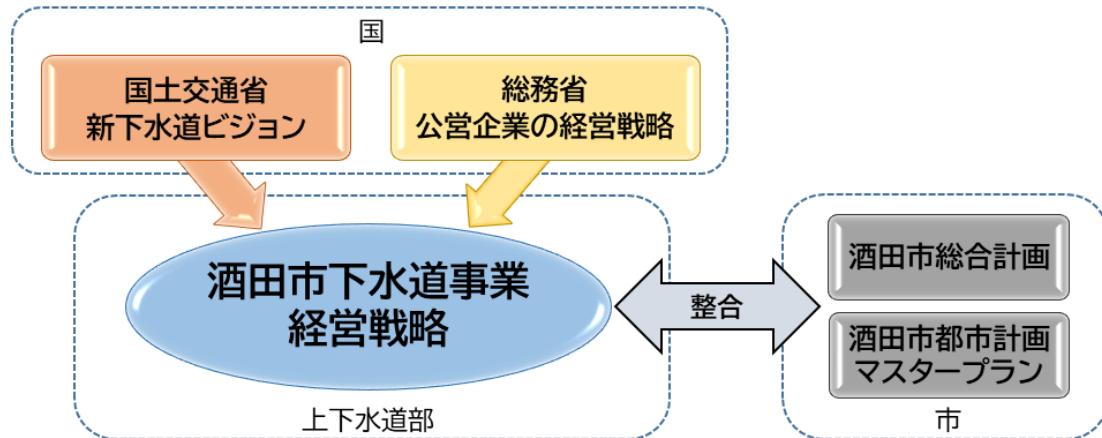 国
国土交通省
新下水道ビジョン
総務省
公営企業の経営戦略
酒田市下水道事業
経営戦略
整合
酒田市総合計画
酒田市都市計画
マスタープラン
上下水道部
市